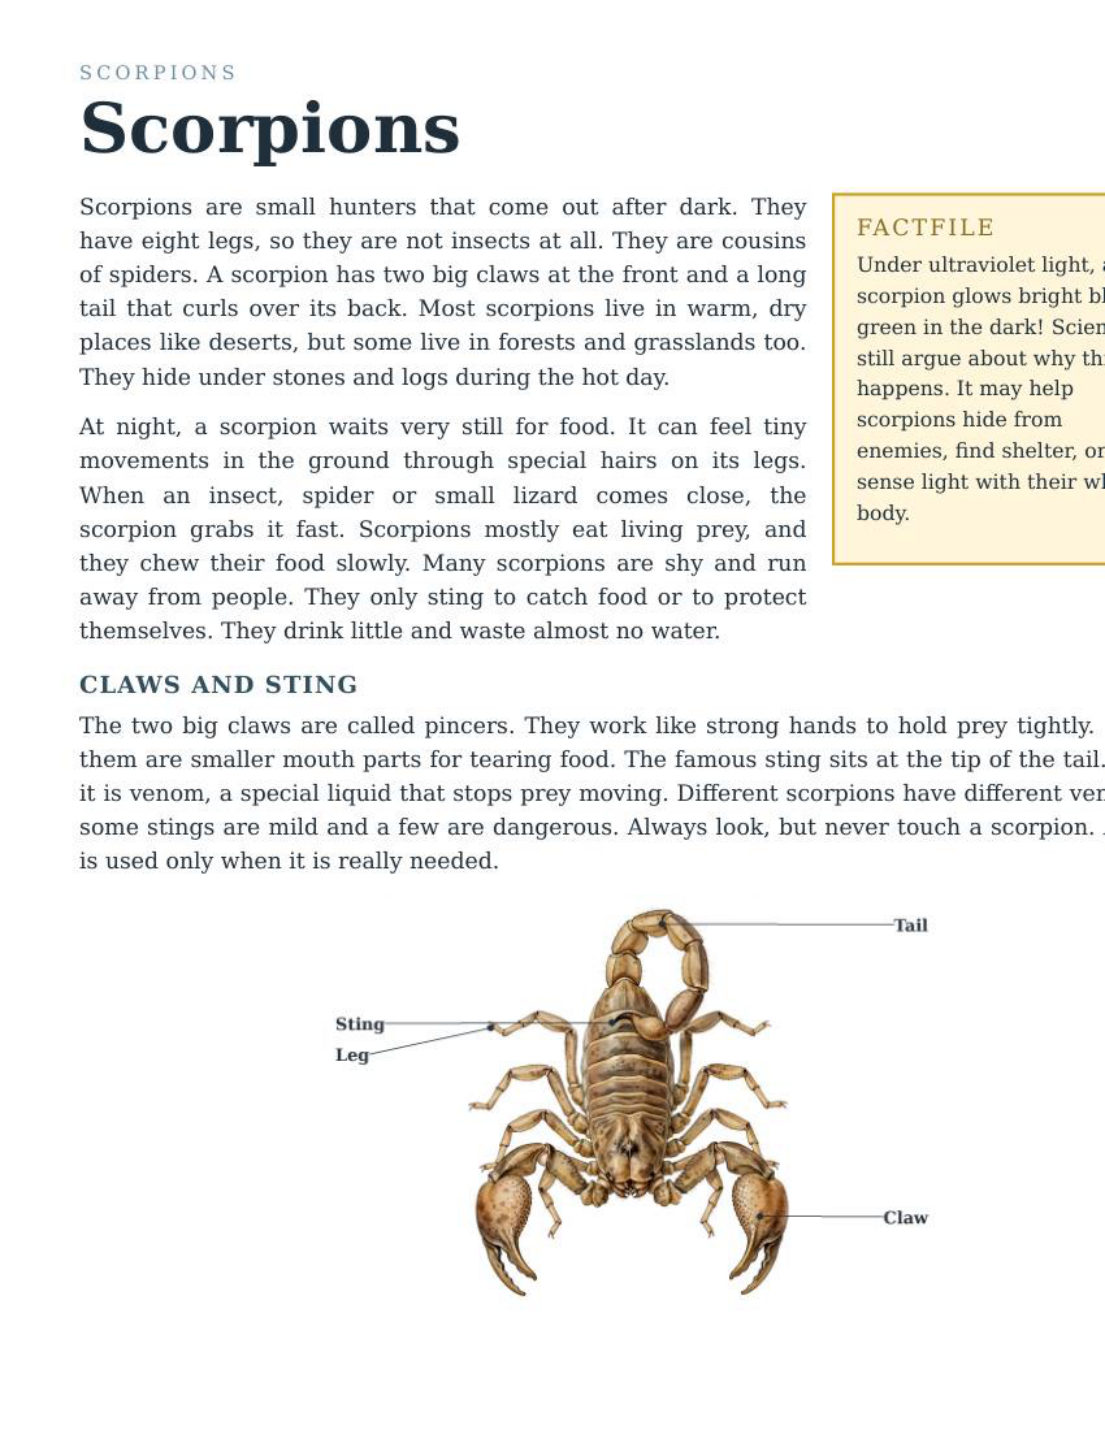 SCORPIONS
Scorpions
Scorpions are small hunters that come out after dark. They
have eight legs, so they are not insects at all. They are cousins
of spiders. A scorpion has two big claws at the front and a long
tail that curls over its back. Most scorpions live in warm, dry
places like deserts, but some live in forests and grasslands too.
They hide under stones and logs during the hot day.
At night, a scorpion waits very still for food. It can feel tiny
movements in the ground through special hairs on its legs.
When an insect, spider or small lizard comes close, the
scorpion grabs it fast. Scorpions mostly eat living prey, and
they chew their food slowly. Many scorpions are shy and run
away from people. They only sting to catch food or to protect
themselves. They drink little and waste almost no water.
FACTFILE
Under ultraviolet light,
scorpion glows bright
green in the dark!
still argue about why
happens. It may help
scorpions hide from
enemies, find shelter, or
sense light with their
body.
CLAWS AND STING
The two big claws are called pincers. They work like strong hands to hold prey tightly.
them are smaller mouth parts for tearing food. The famous sting sits at the tip of the tail.
it is venom, a special liquid that stops prey moving. Different scorpions have different
some stings are mild and a few are dangerous. Always look, but never touch a scorpion.
is used only when it is really needed.
Tail
Sting
Leg
Claw